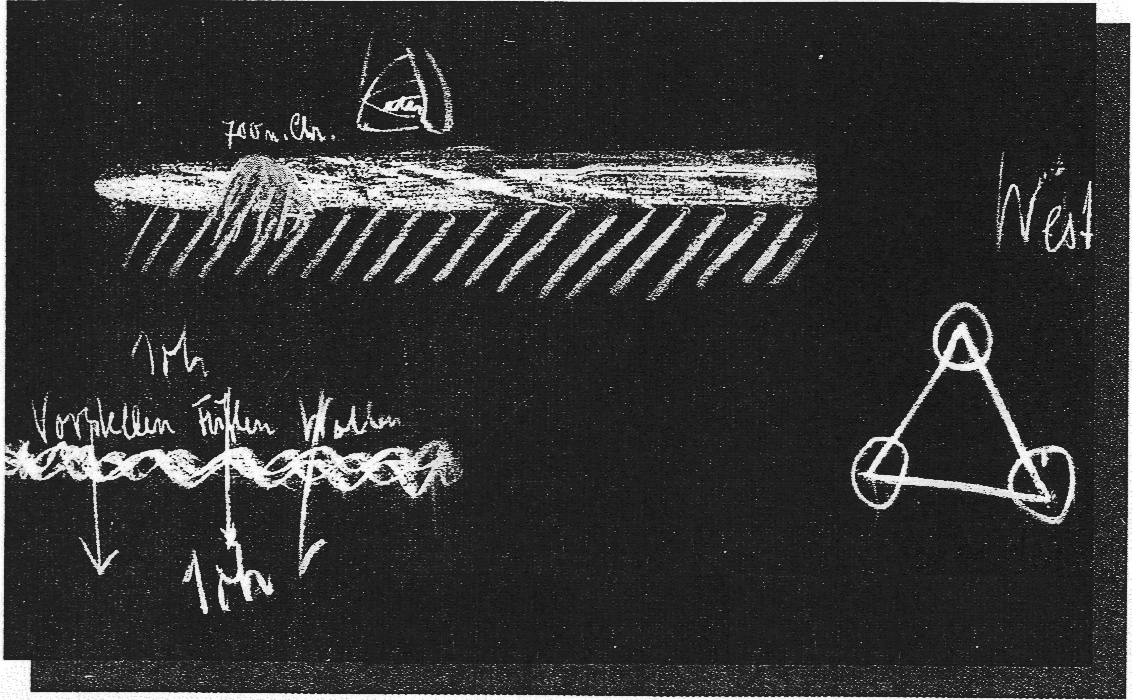 700 n. Chr.
West
Ich
Vorstellen Fühlen Wollen
Ich